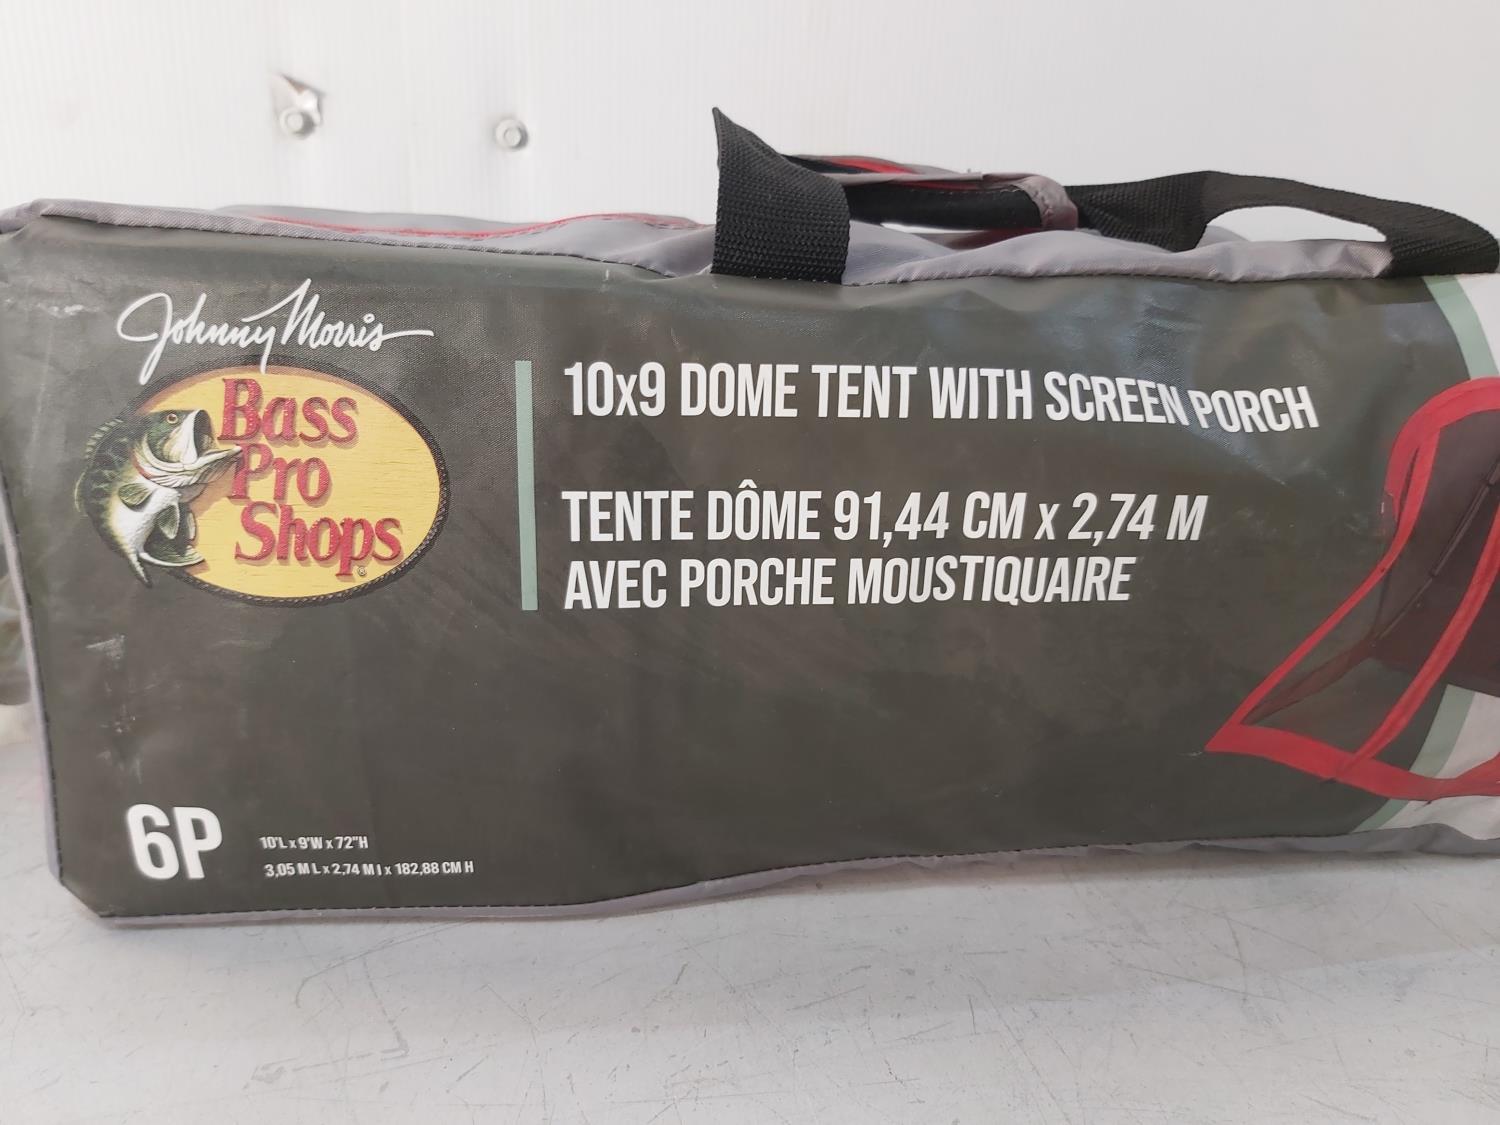 Johnny Morris
Bass
Pro
Shops
®
10x9 DOME TENT WITH SCREEN PORCH
TENTE DÔME 91,44 CM x 2,74 M
AVEC PORCHE MOUSTIQUAIRE
6P
10'L x 9'W x 72"H
3,05 M L x 2,74 M l x 182,88 CM H